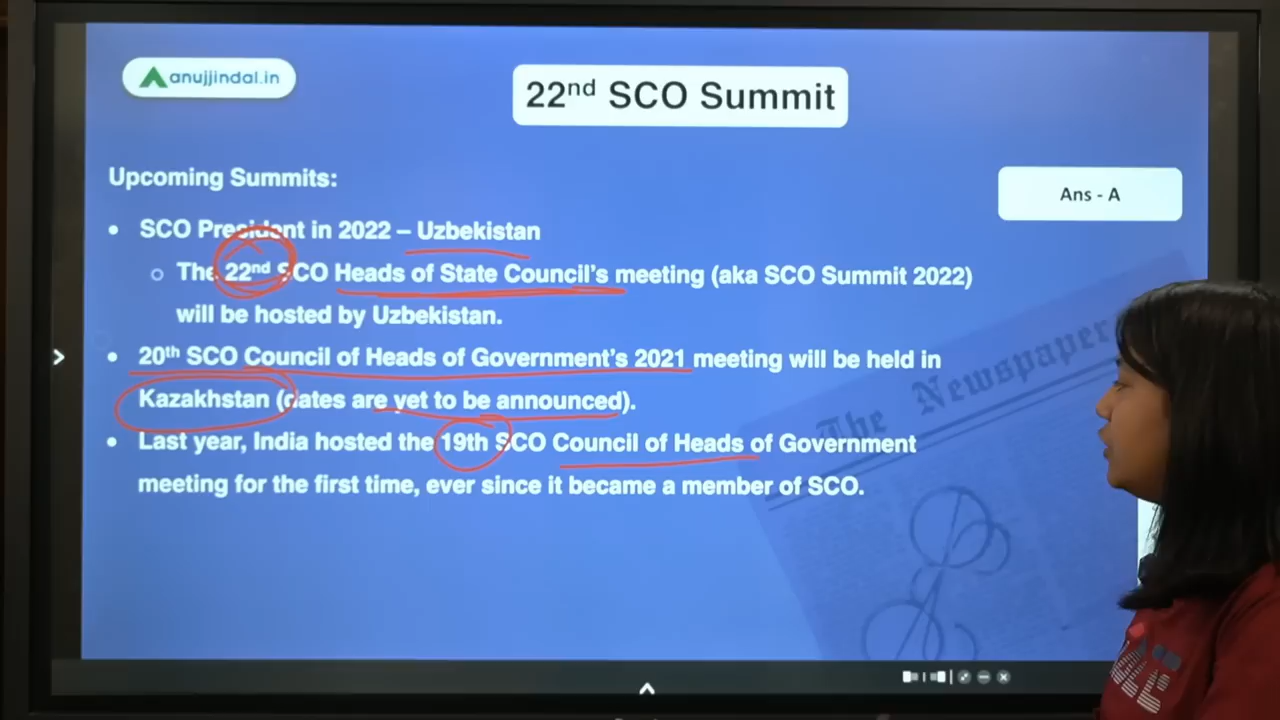 anujjindal.in
22nd SCO Summit
Upcoming Summits:
Ans - A
• SCO President in 2022 – Uzbekistan
○ The 22nd SCO Heads of State Council's meeting (aka SCO Summit 2022)
will be hosted by Uzbekistan.
• 20th SCO Council of Heads of Government's 2021 meeting will be held in
Kazakhstan (dates are yet to be announced).
• Last year, India hosted the 19th SCO Council of Heads of Government
meeting for the first time, ever since it became a member of SCO.
The Newspaper